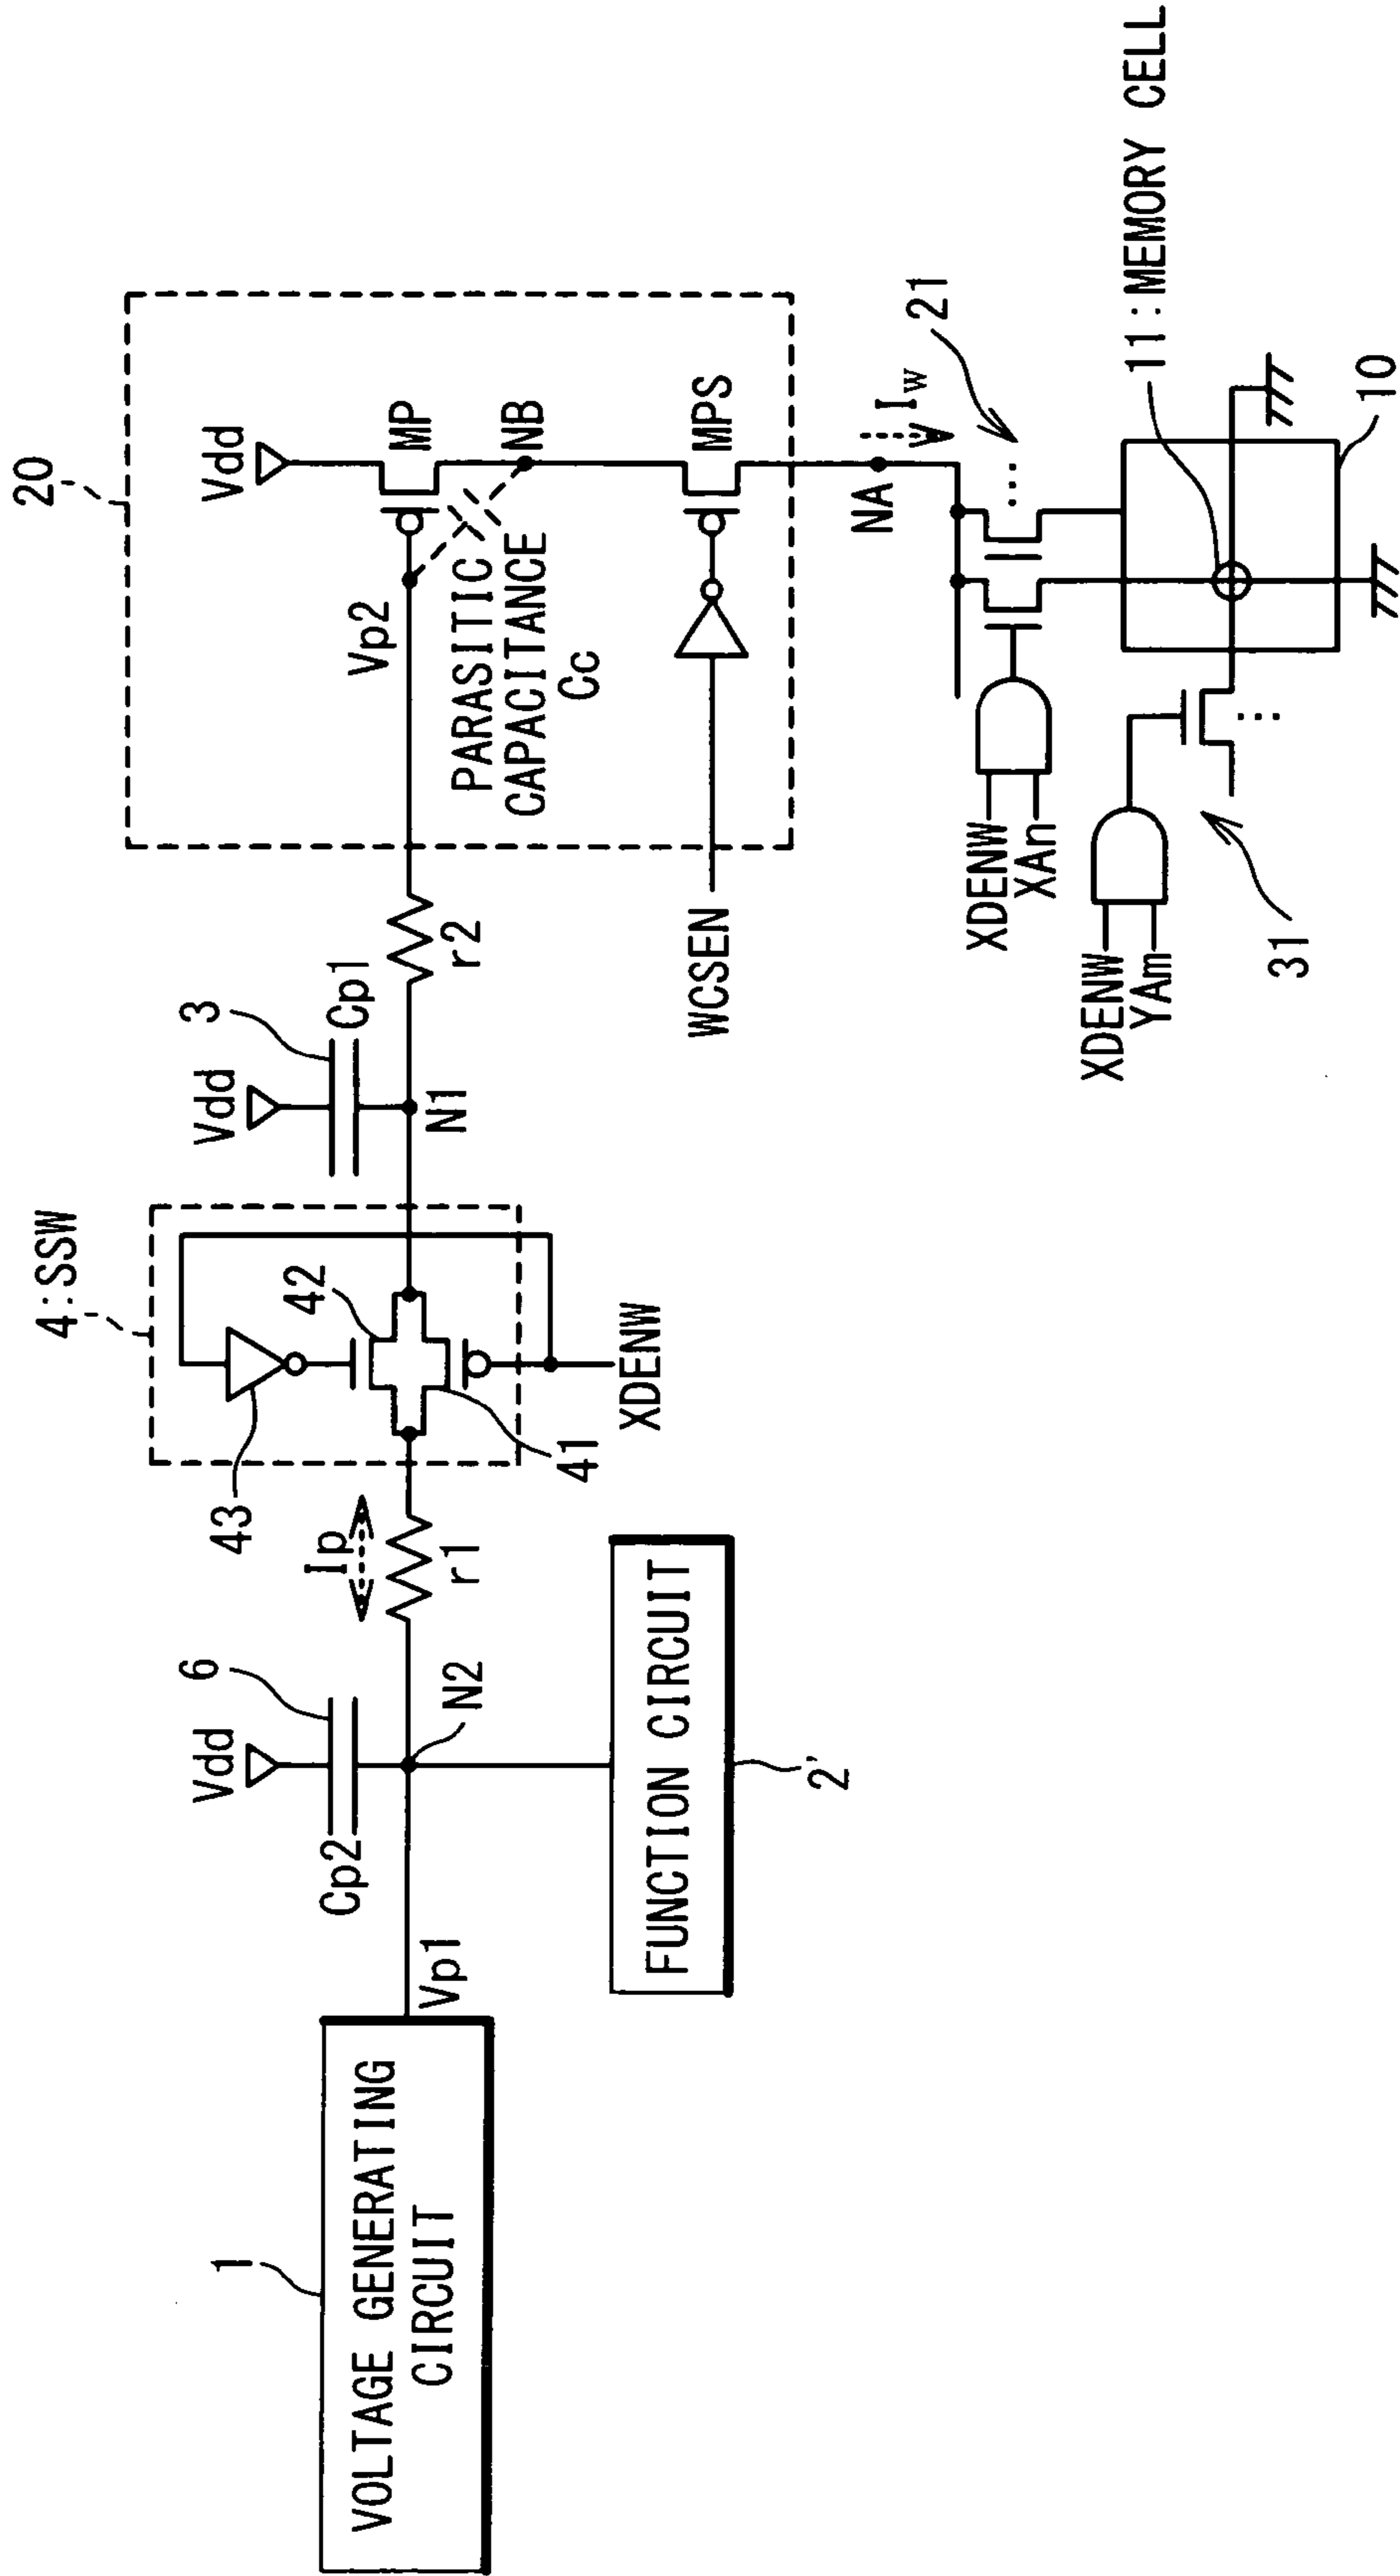 1
VOLTAGE GENERATING
CIRCUIT
Vp1
Vdd
6
Cp2
N2
FUNCTION CIRCUIT
2'
Ip
r1
4:SSW
43
42
41
XDENW
Vdd
3
Cp1
N1
r2
20
Vdd
MP
Vp2
NB
PARASITIC
CAPACITANCE
Cc
MPS
WCSEN
NA
Iw
21
XDENW
XAn
XDENW
YAm
31
11:MEMORY CELL
10